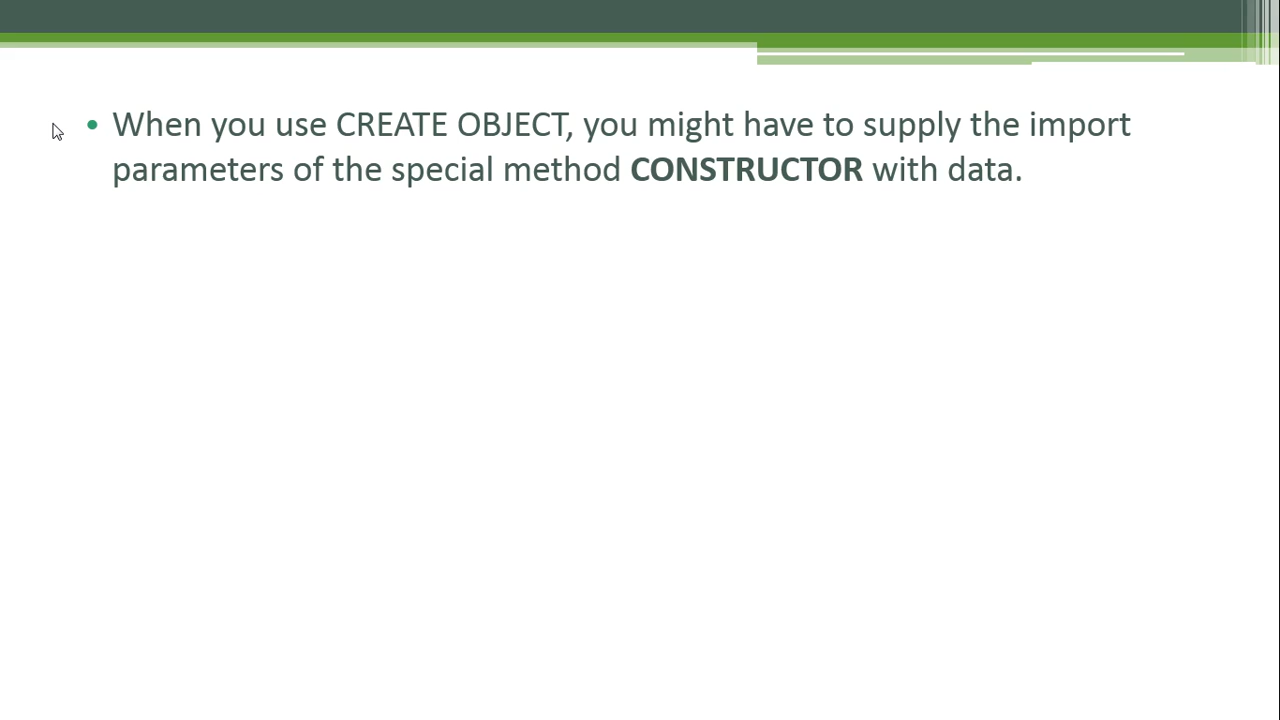 • When you use CREATE OBJECT, you might have to supply the import
parameters of the special method CONSTRUCTOR with data.